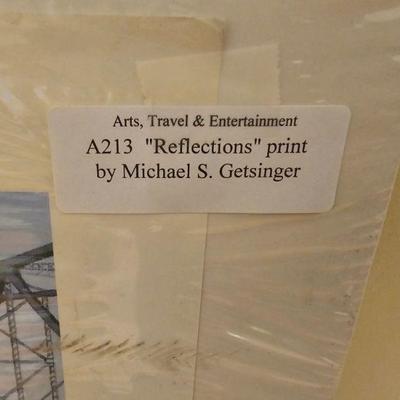 Arts, Travel & Entertainment
A213 "Reflections" print
by Michael S. Getsinger